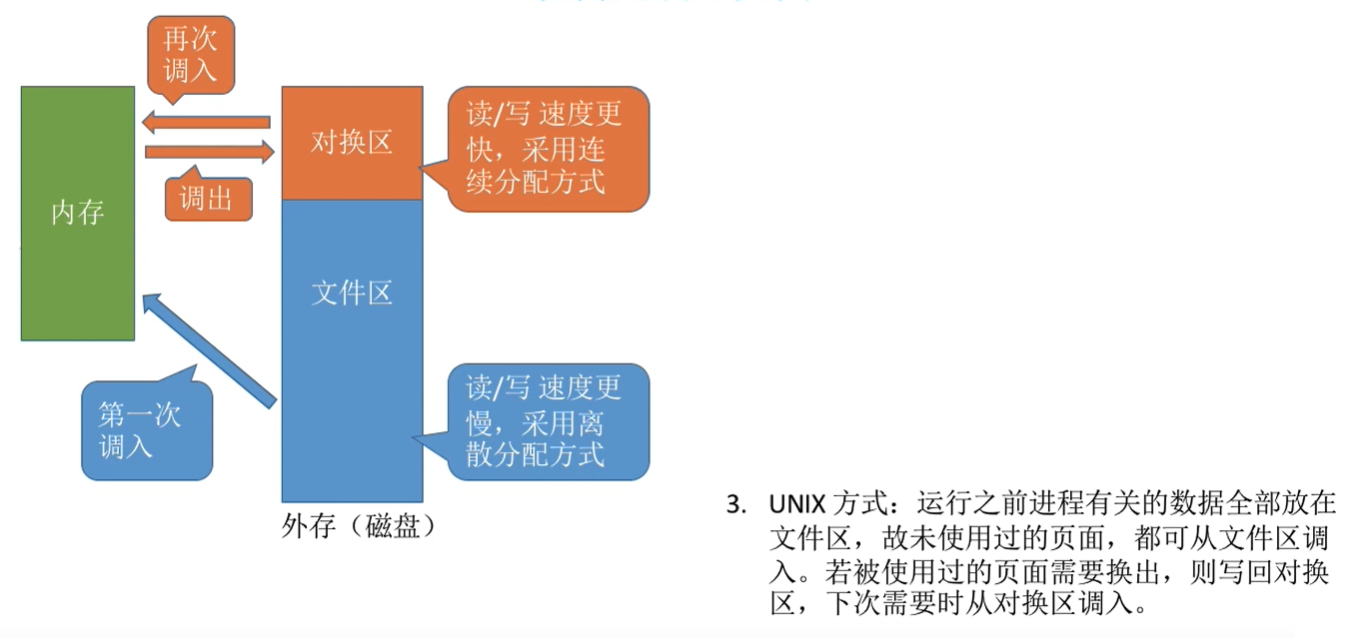 再次
调入
对换区
读/写 速度更
快，采用连
续分配方式
调出
内存
文件区
第一次
调入
读/写 速度更
慢，采用离
散分配方式
外存（磁盘）
3. UNIX 方式：运行之前进程有关的数据全部放在
文件区，故未使用过的页面，都可从文件区调
入。若被使用过的页面需要换出，则写回对换
区，下次需要时从对换区调入。